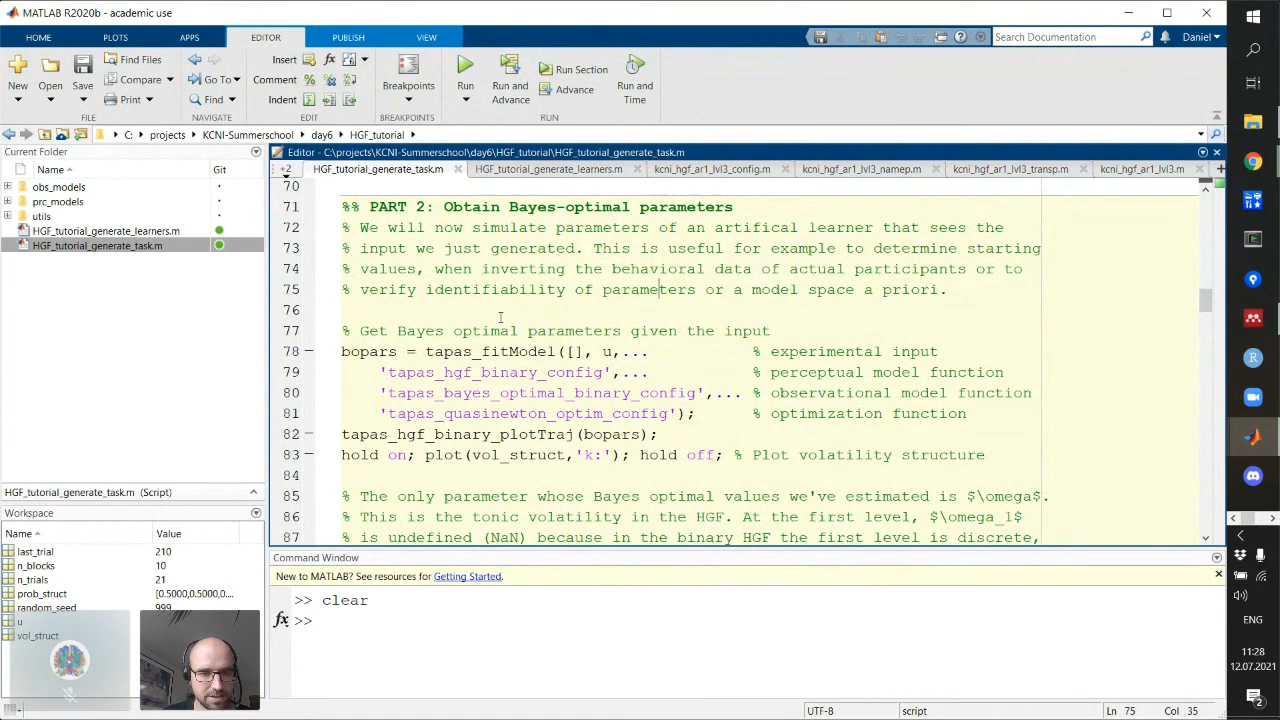 MATLAB R2020b - academic use
HOME PLOTS APPS EDITOR PUBLISH VIEW
Search Documentation Daniel
New Open Save
Find Files
Compare
Print
FILE
Go To
Find
NAVIGATE
Insert
Comment
Indent
EDIT
Breakpoints
BREAKPOINTS
Run
Run and Advance
Run Section
Advance
Run and Time
RUN
C: projects KCNI-Summerschool day6 HGF_tutorial
Current Folder
Name Git
obs_models
prc_models
utils
HGF_tutorial_generate_learners.m
HGF_tutorial_generate_task.m
HGF_tutorial_generate_task.m (Script)
Workspace
Name Value
last_trial 210
n_blocks 10
n_trials 21
prob_struct [0.5000,0.5000,0....
random_seed 999
u
vol_struct
Editor - C:\projects\KCNI-Summerschool\day6\HGF_tutorial\HGF_tutorial_generate_task.m
+2 HGF_tutorial_generate_task.m HGF_tutorial_generate_learners.m kcni_hgf_ar1_lvl3_config.m kcni_hgf_ar1_lvl3_namep.m kcni_hgf_ar1_lvl3_transp.m kcni_hgf_ar1_lvl3.m
70
71 %% PART 2: Obtain Bayes-optimal parameters
72 % We will now simulate parameters of an artifical learner that sees the
73 % input we just generated. This is useful for example to determine starting
74 % values, when inverting the behavioral data of actual participants or to
75 % verify identifiability of parameters or a model space a priori.
76
77 % Get Bayes optimal parameters given the input
78 bopars = tapas_fitModel([], u,... % experimental input
79 'tapas_hgf_binary_config',... % perceptual model function
80 'tapas_bayes_optimal_binary_config',... % observational model function
81 'tapas_quasinewton_optim_config'); % optimization function
82 tapas_hgf_binary_plotTraj(bopars);
83 hold on; plot(vol_struct,'k:'); hold off; % Plot volatility structure
84
85 % The only parameter whose Bayes optimal values we've estimated is $\omega$.
86 % This is the tonic volatility in the HGF. At the first level, $\omega_1$
87 % is undefined (NaN) because in the binary HGF the first level is discrete,
Command Window
New to MATLAB? See resources for Getting Started.
>> clear
fx >>
UTF-8 script Ln 75 Col 35
ENG
11:28
12.07.2021
2